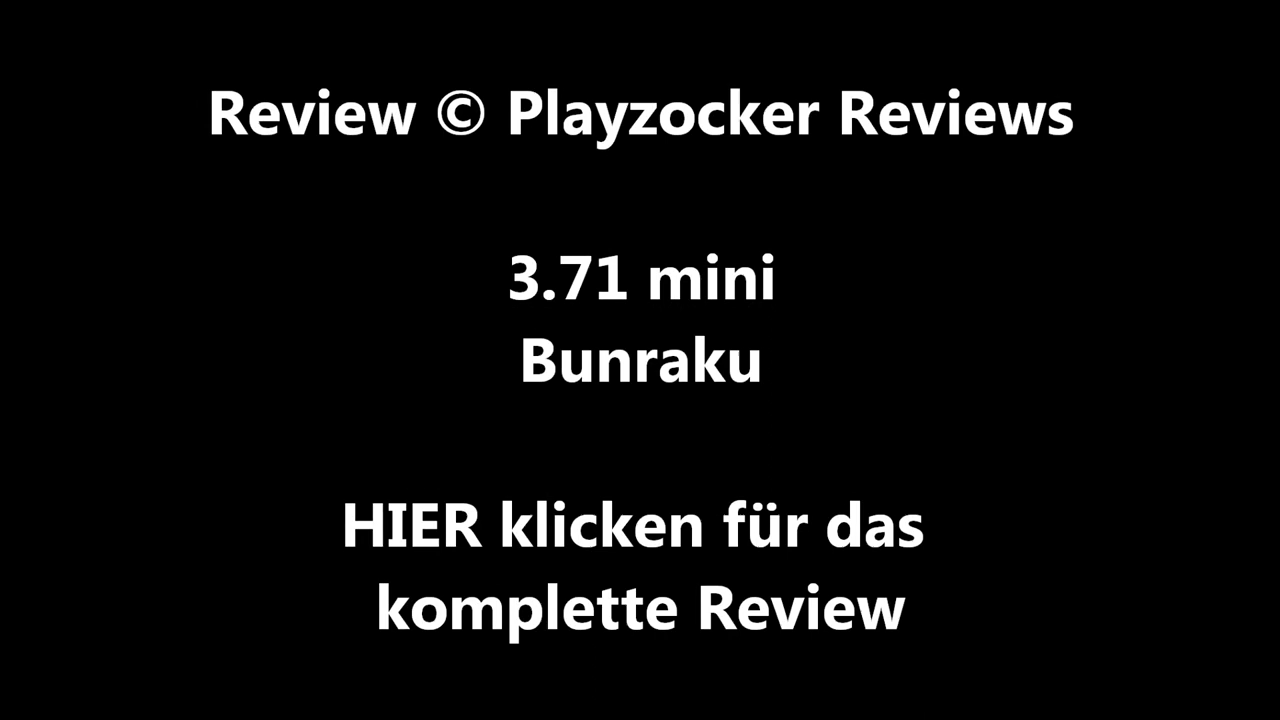 Review © Playzocker Reviews
3.71 mini
Bunraku
HIER klicken für das
komplette Review